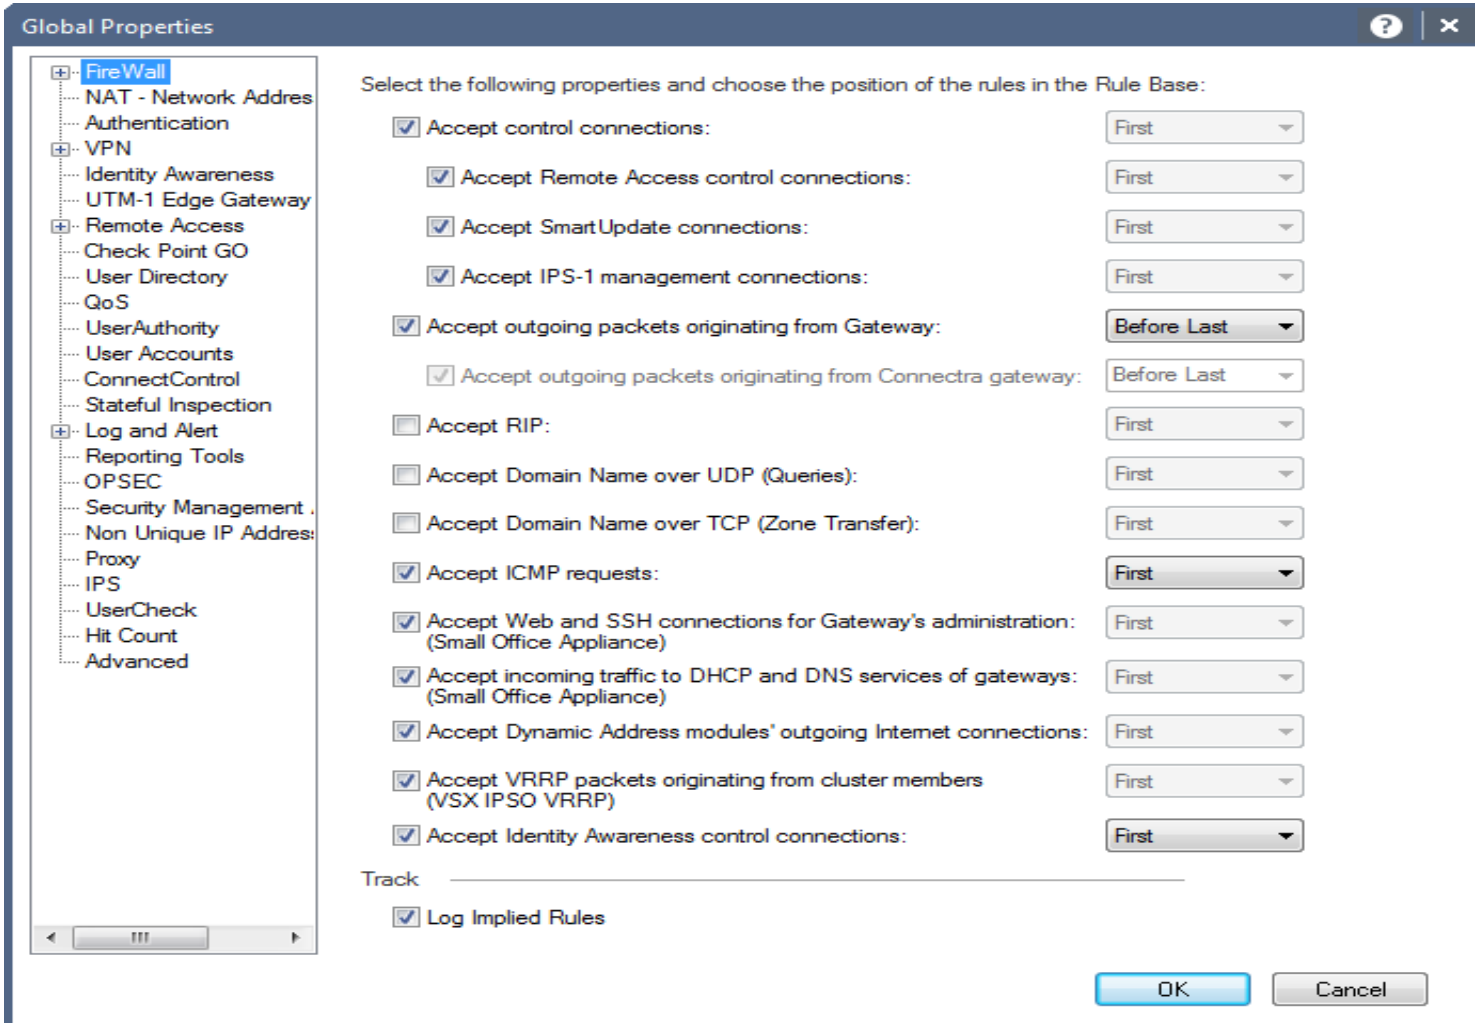 Global Properties
FireWall
NAT - Network Addres
Authentication
VPN
Identity Awareness
UTM-1 Edge Gateway
Remote Access
Check Point GO
User Directory
QoS
UserAuthority
User Accounts
ConnectControl
Stateful Inspection
Log and Alert
Reporting Tools
OPSEC
Security Management
Non Unique IP Address
Proxy
IPS
UserCheck
Hit Count
Advanced
Select the following properties and choose the position of the rules in the Rule Base:
Accept control connections: First
Accept Remote Access control connections: First
Accept SmartUpdate connections: First
Accept IPS-1 management connections: First
Accept outgoing packets originating from Gateway: Before Last
Accept outgoing packets originating from Connectra gateway: Before Last
Accept RIP: First
Accept Domain Name over UDP (Queries): First
Accept Domain Name over TCP (Zone Transfer): First
Accept ICMP requests: First
Accept Web and SSH connections for Gateway's administration: First
(Small Office Appliance)
Accept incoming traffic to DHCP and DNS services of gateways: First
(Small Office Appliance)
Accept Dynamic Address modules' outgoing Internet connections: First
Accept VRRP packets originating from cluster members First
(VSX IPSO VRRP)
Accept Identity Awareness control connections: First
Track
Log Implied Rules
OK Cancel